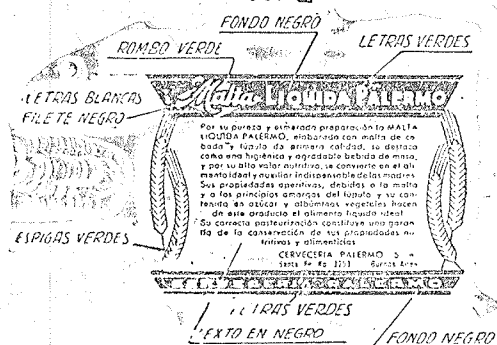 FONDO NEGRO
ROMBO VERDE
LETRAS VERDES
LETRAS BLANCAS
FILETE NEGRO
Malta LIQUIDA PALERMO
Por su pureza y esmerada preparación la MALTA
LIQUIDA PALERMO, elaborada con malta de ce
bada y lúpulo de primera calidad, se destaca
como una higiénica y agradable bebida de mesa,
y por su alto valor nutritivo, se convierte en el ali
mento ideal y auxiliar indispensable de las madres.
Sus propiedades aperitivas, debidas a la malta
y a los principios amargos del lúpulo y su con
tenido en azúcar y albúminas vegetales hacen
de este producto el alimento líquido ideal
Su correcta pasteurización constituye una garan
tía de la conservación de sus propiedades nu
tritivas y alimenticias
ESPIGAS VERDES
CERVECERIA PALERMO S
Santa Fe Buenos Aires
CERVECERIA PALERMO
LETRAS VERDES
TEXTO EN NEGRO
FONDO NEGRO